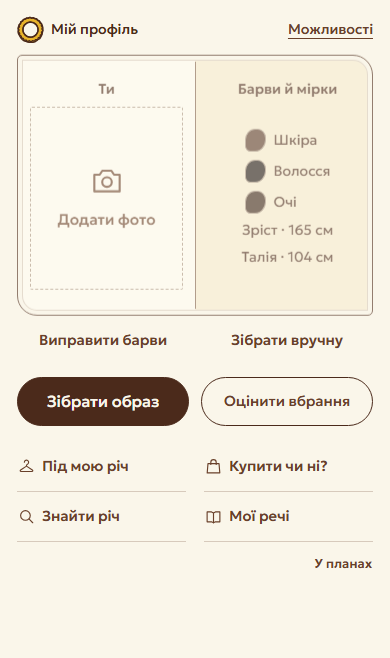 Мій профіль
Можливості
Ти
Барви й мірки
Додати фото
Шкіра
Волосся
Очі
Зріст · 165 см
Талія · 104 см
Виправити барви
Зібрати вручну
Зібрати образ
Оцінити вбрання
Під мою річ
Купити чи ні?
Знайти річ
Мої речі
У планах